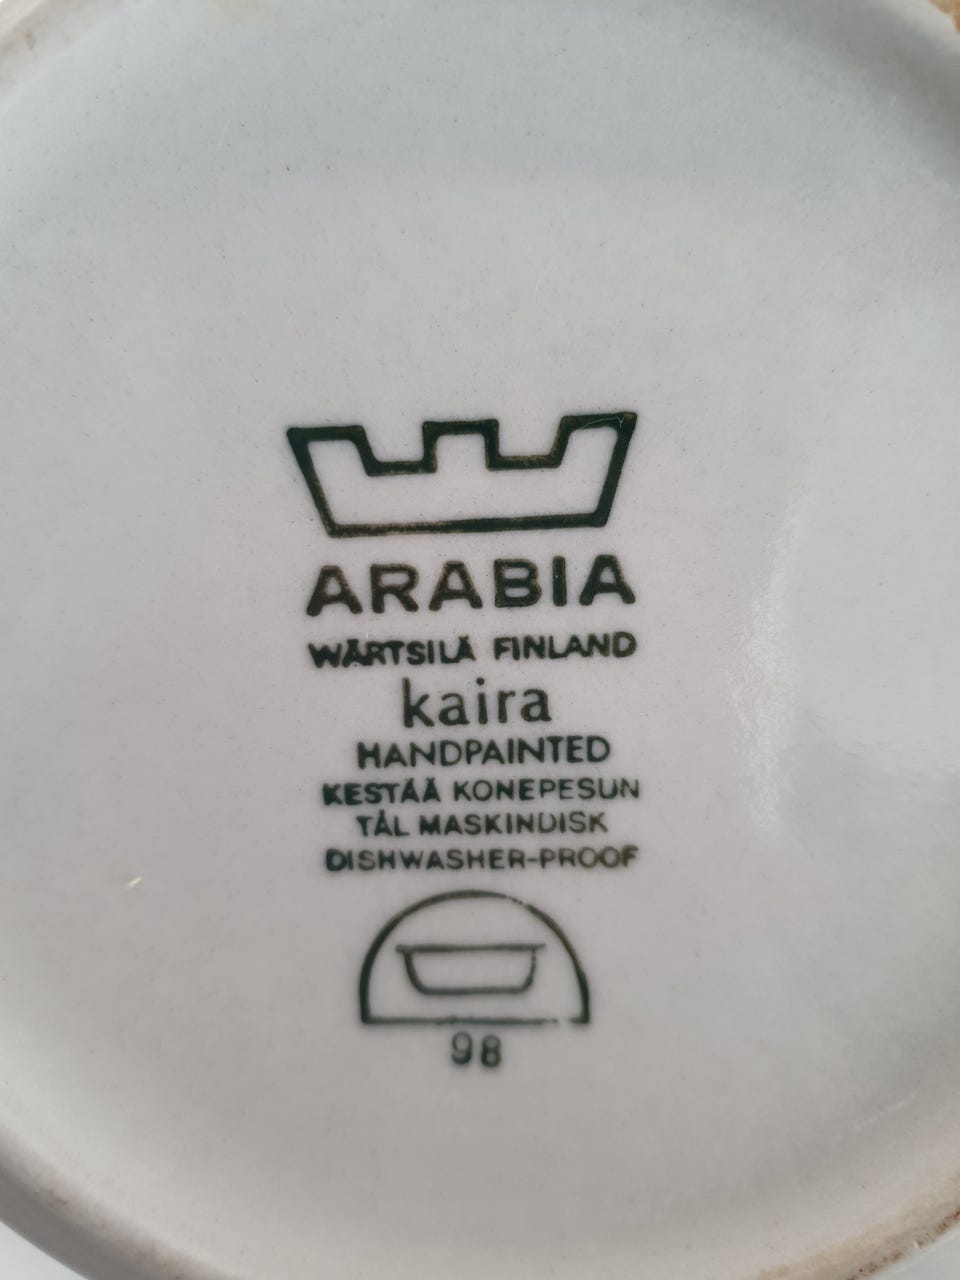 ARABIA
WÄRTSILÄ FINLAND
kaira
HANDPAINTED
KESTÄÄ KONEPESUN
TÅL MASKINDISK
DISHWASHER-PROOF
98